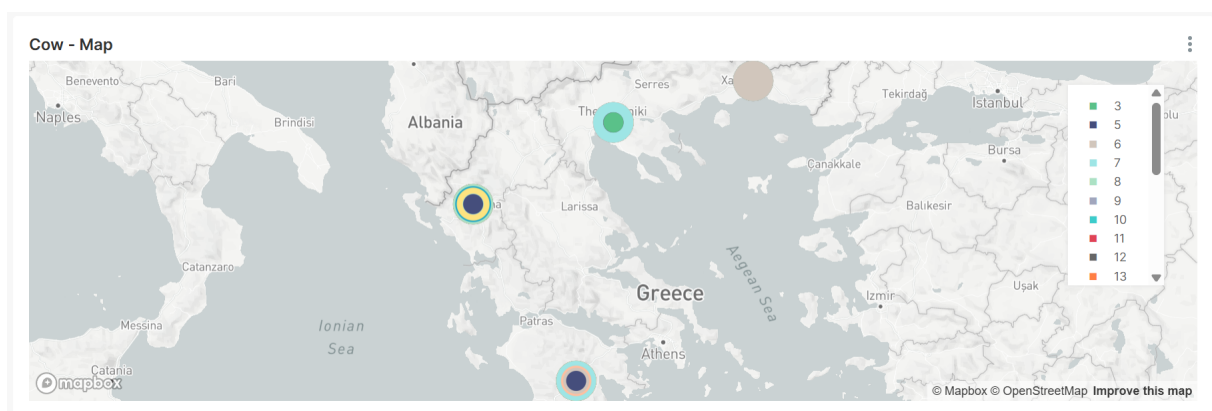 Cow - Map
Benevento
Bari
Naples
Brindisi
Albania
Serres
Xa
Tekirdağ
Istanbul
Bursa
Çanakkale
Balıkesir
Larissa
Catanzaro
Aegean Sea
Greece
Uşak
Izmir
Messina
Ionian
Sea
Patras
Athens
Catania
mapbox
3
5
6
7
8
9
10
11
12
13
© Mapbox © OpenStreetMap Improve this map